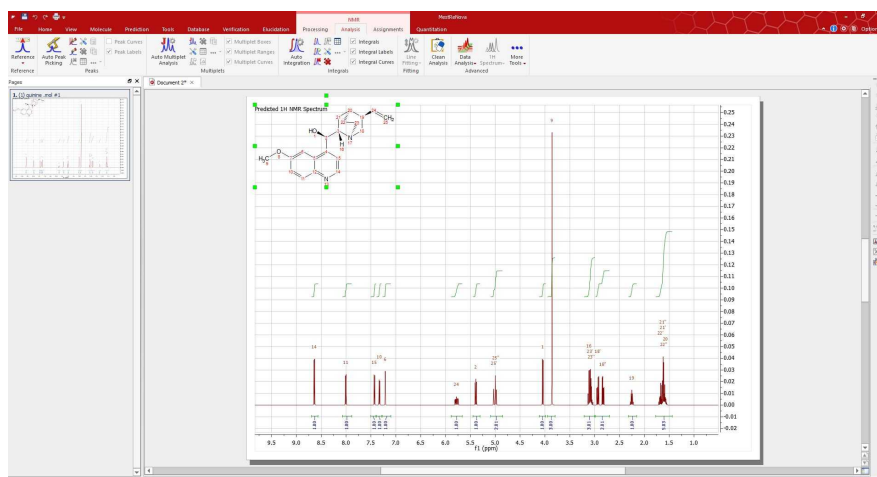 NMR
MestReNova
File Home View Molecule Prediction Tools Database Verification Elucidation Processing Analysis Assignments Quantitation
Reference
Auto Peak Picking
Peak Curves
Peak Labels
Auto Multiplet Analysis
Multiplet Boxes
Multiplet Ranges
Multiplet Curves
Auto Integration
Integrals
Integral Labels
Integral Curves
Line Fitting
Clean Analysis
Data Analysis
1H Spectrum
More Tools
Reference Peaks Multiplets Integrals Fitting Advanced
Pages
Document 2*
1. (1) quinine .mol #1
Predicted 1H NMR Spectrum
HO
CH₂
N
H
H₃C
O
N
0.25
0.24
0.23
0.22
0.21
0.20
0.19
0.18
0.17
0.16
0.15
0.14
0.13
0.12
0.11
0.10
0.09
0.08
0.07
0.06
0.05
0.04
0.03
0.02
0.01
0.00
-0.01
-0.02
9.5 9.0 8.5 8.0 7.5 7.0 6.5 6.0 5.5 5.0 4.5 4.0 3.5 3.0 2.5 2.0 1.5 1.0
f1 (ppm)